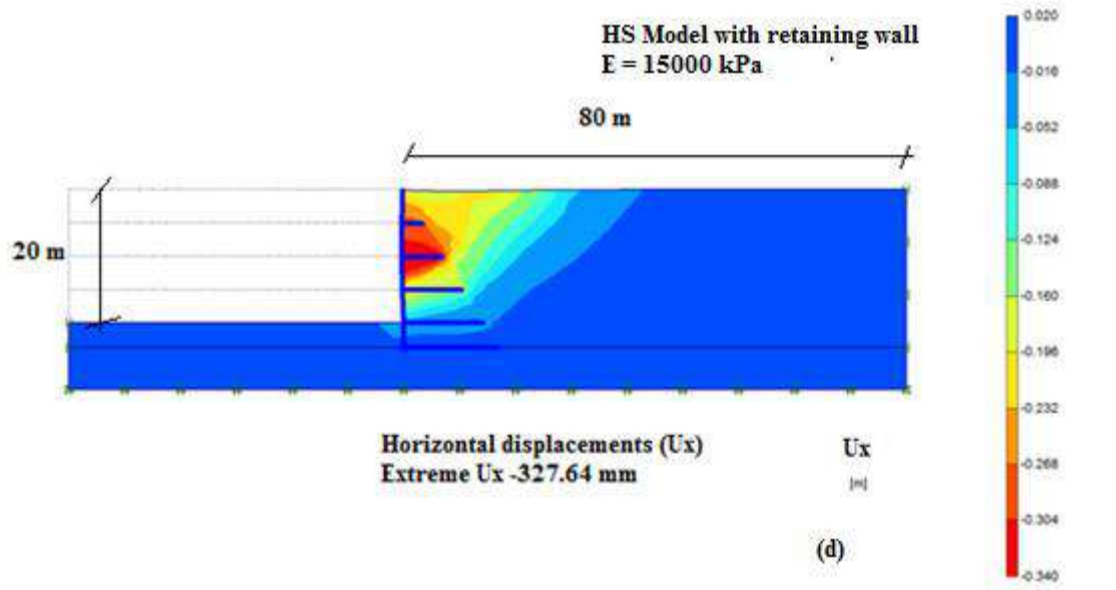 HS Model with retaining wall
E = 15000 kPa
80 m
20 m
Horizontal displacements (Ux)
Extreme Ux -327.64 mm
Ux
[m]
(d)
0.020
-0.016
-0.052
-0.088
-0.124
-0.160
-0.196
-0.232
-0.268
-0.304
-0.340